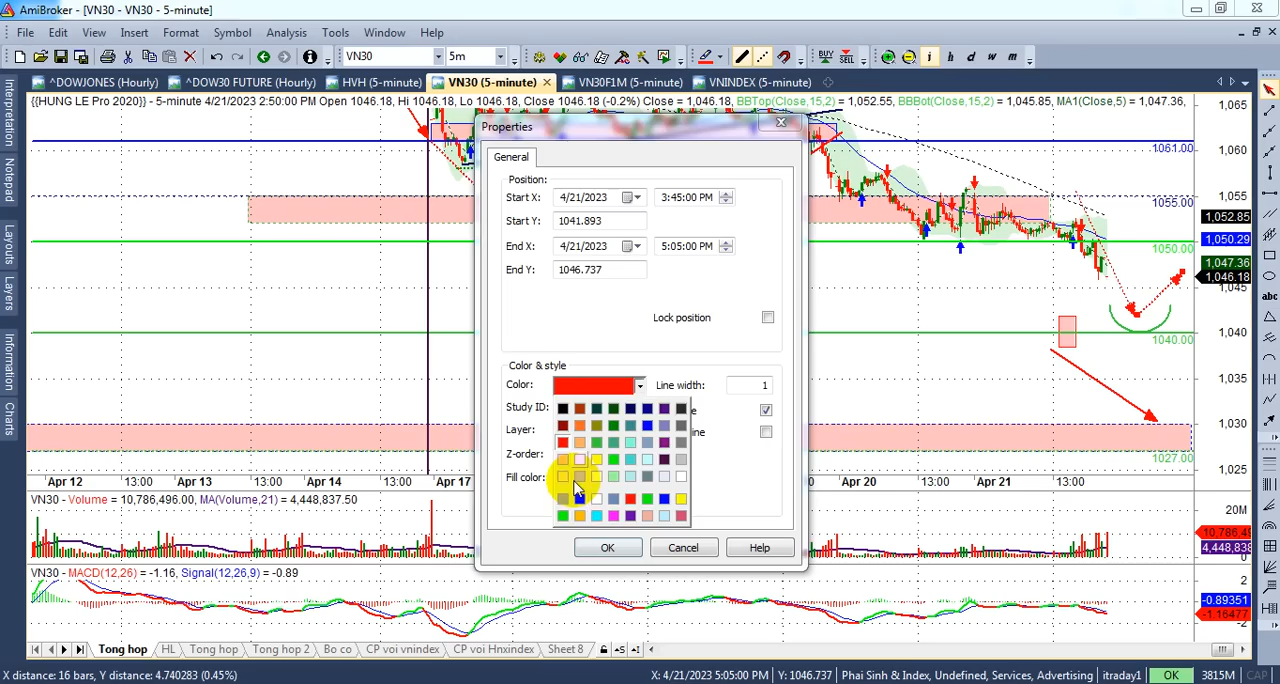 AmiBroker - [VN30 - VN30 - 5-minute]
File Edit View Insert Format Symbol Analysis Tools Window Help
VN30 5m BUY SELL i h d w m
^DOWJONES (Hourly) ^DOW30 FUTURE (Hourly) HVH (5-minute) VN30 (5-minute) VN30F1M (5-minute) VNINDEX (5-minute)
{{HUNG LE Pro 2020}} - 5-minute 4/21/2023 2:50:00 PM Open 1046.18, Hi 1046.18, Lo 1046.18, Close 1046.18 (-0.2%) Close = 1,046.18, BBTop(Close,15,2) = 1,052.55, BBBot(Close,15,2) = 1,045.85, MA1(Close,5) = 1,047.36,
Interpretation
Notepad
Layouts
Layers
Information
Charts
Properties
General
Position:
Start X: 4/21/2023 3:45:00 PM
Start Y: 1041.893
End X: 4/21/2023 5:05:00 PM
End Y: 1046.737
Lock position
Color & style
Color: Line width: 1
Study ID:
Layer:
Z-order:
Fill color:
OK Cancel Help
1061.00
1055.00
1050.00
1040.00
1027.00
1,065
1,060
1,055
1,052.85
1,050.29
1,047.36
1,046.18
1,045
1,040
1,035
1,030
1,025
Apr 12 13:00 Apr 13 13:00 Apr 14 13:00 Apr 17 Apr 20 13:00 Apr 21 13:00
VN30 - Volume = 10,786,496.00, MA(Volume,21) = 4,448,837.50
20M
10,786,49
4,448,838
0
VN30 - MACD(12,26) = -1.16, Signal(12,26,9) = -0.89
2
-0.89351
-1.16477
-2
Tong hop HL Tong hop Tong hop 2 Bo co CP voi vnindex CP voi Hnxindex Sheet 8
X distance: 16 bars, Y distance: 4.740283 (0.45%) X: 4/21/2023 5:05:00 PM Y: 1046.737 Phai Sinh & Index, Undefined, Services, Advertising itraday1 OK 3815M CAP